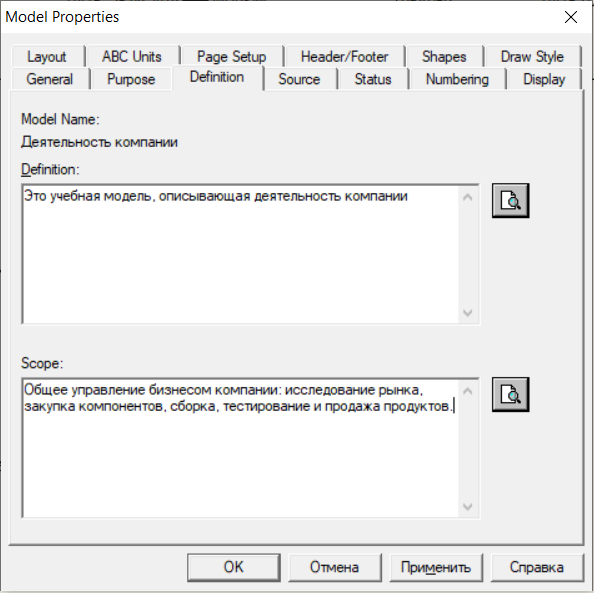 Model Properties
Layout ABC Units Page Setup Header/Footer Shapes Draw Style
General Purpose Definition Source Status Numbering Display
Model Name:
Деятельность компании
Definition:
Это учебная модель, описывающая деятельность компании
Scope:
Общее управление бизнесом компании: исследование рынка,
закупка компонентов, сборка, тестирование и продажа продуктов.
OK Отмена Применить Справка